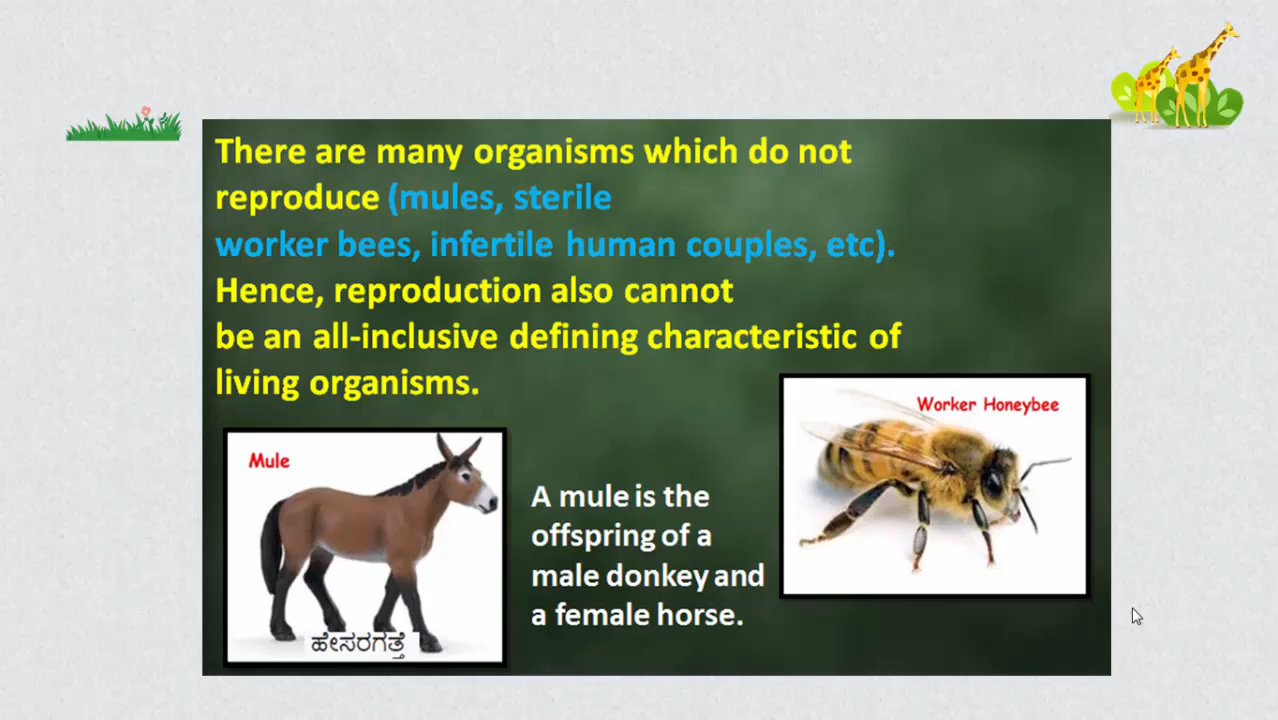 There are many organisms which do not
reproduce (mules, sterile
worker bees, infertile human couples, etc).
Hence, reproduction also cannot
be an all-inclusive defining characteristic of
living organisms.
Worker Honeybee
Mule
A mule is the
offspring of a
male donkey and
a female horse.
ಹೇಸರಗತ್ತೆ